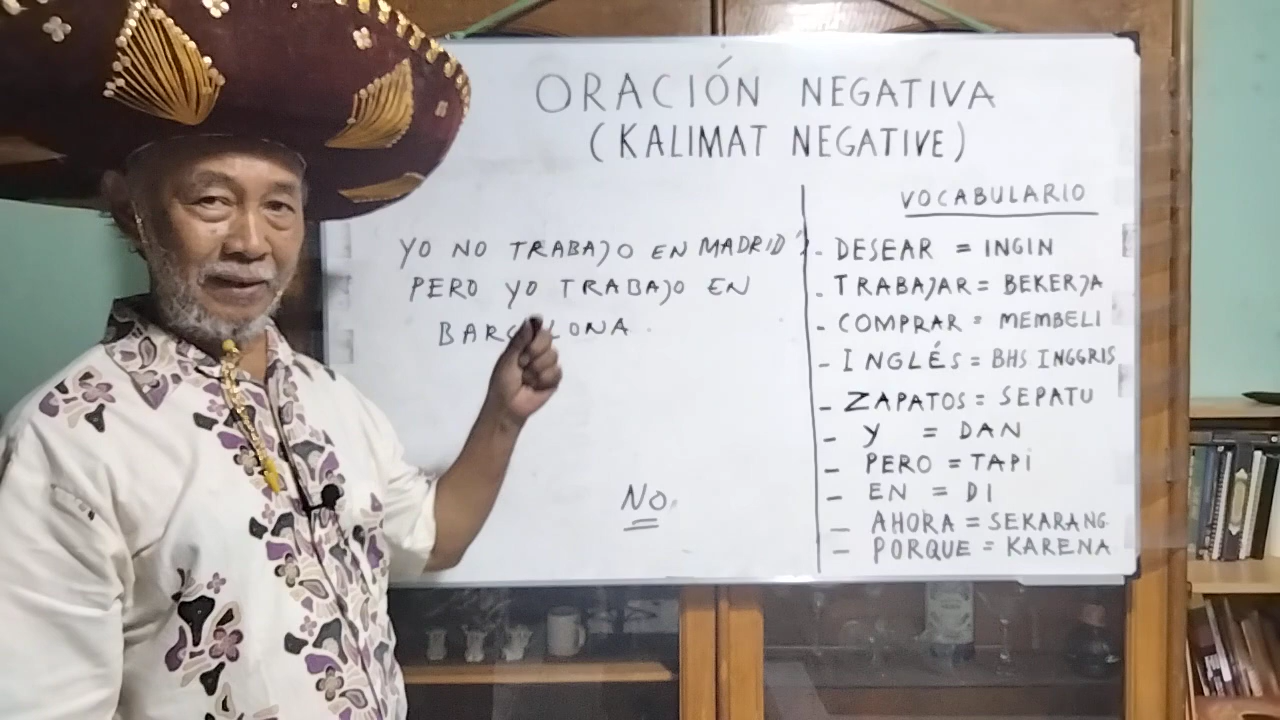 ORACIÓN NEGATIVA
(KALIMAT NEGATIVE)
YO NO TRABAJO EN MADRID,
PERO YO TRABAJO EN
BARCELONA.
NO.
VOCABULARIO
- DESEAR = INGIN
- TRABAJAR = BEKERJA
- COMPRAR = MEMBELI
- INGLÉS = BHS INGGRIS
- ZAPATOS = SEPATU
- Y = DAN
- PERO = TAPI
- EN = DI
- AHORA = SEKARANG
- PORQUE = KARENA